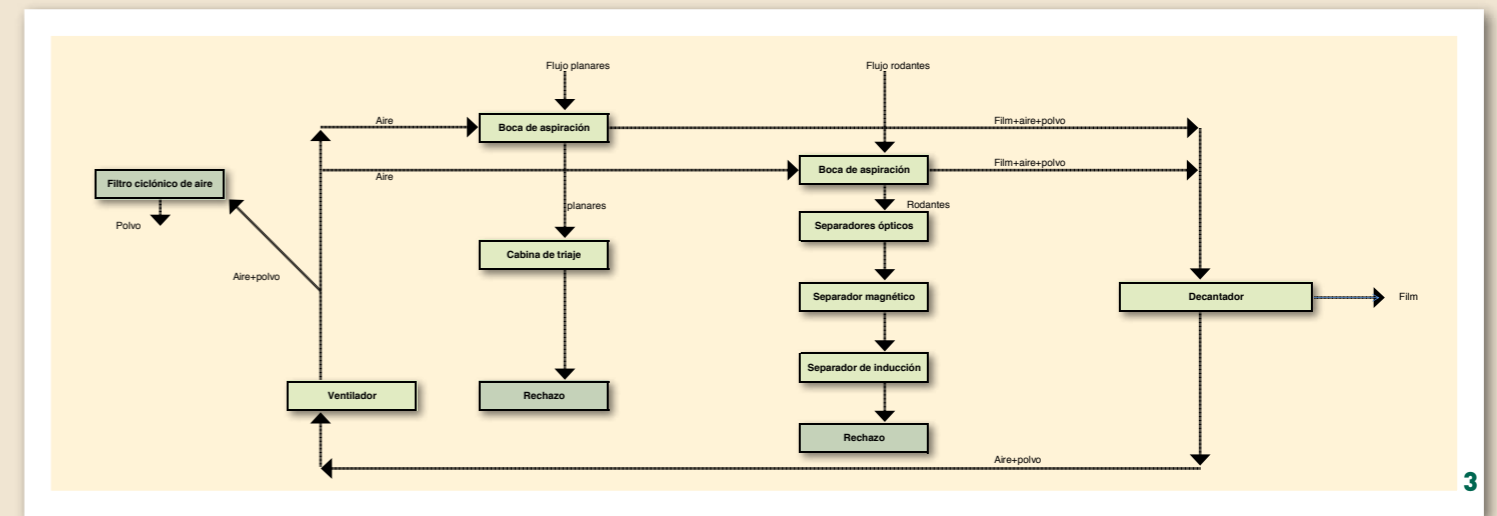 Flujo planares
Flujo rodantes
Aire
Boca de aspiración
Film+aire+polvo
Aire
Boca de aspiración
Film+aire+polvo
Filtro ciclónico de aire
Polvo
planares
Rodantes
Separadores ópticos
Cabina de triaje
Aire+polvo
Separador magnético
Decantador
Film
Separador de inducción
Ventilador
Rechazo
Rechazo
Aire+polvo
3